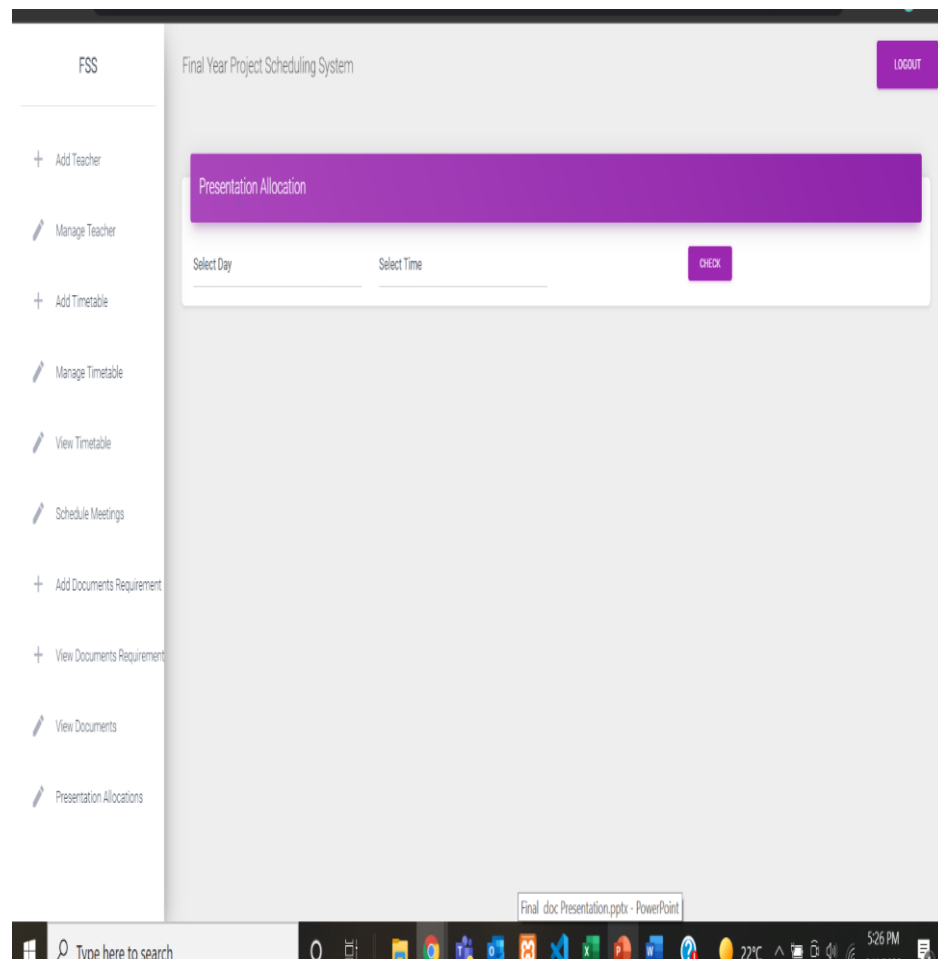 FSS
Final Year Project Scheduling System
LOGOUT
Add Teacher
Manage Teacher
Add Timetable
Manage Timetable
View Timetable
Schedule Meetings
Add Documents Requirement
View Documents Requirement
View Documents
Presentation Allocations
Presentation Allocation
Select Day
Select Time
CHECK
Final doc Presentation.pptx - PowerPoint
Type here to search
22°C
5:26 PM